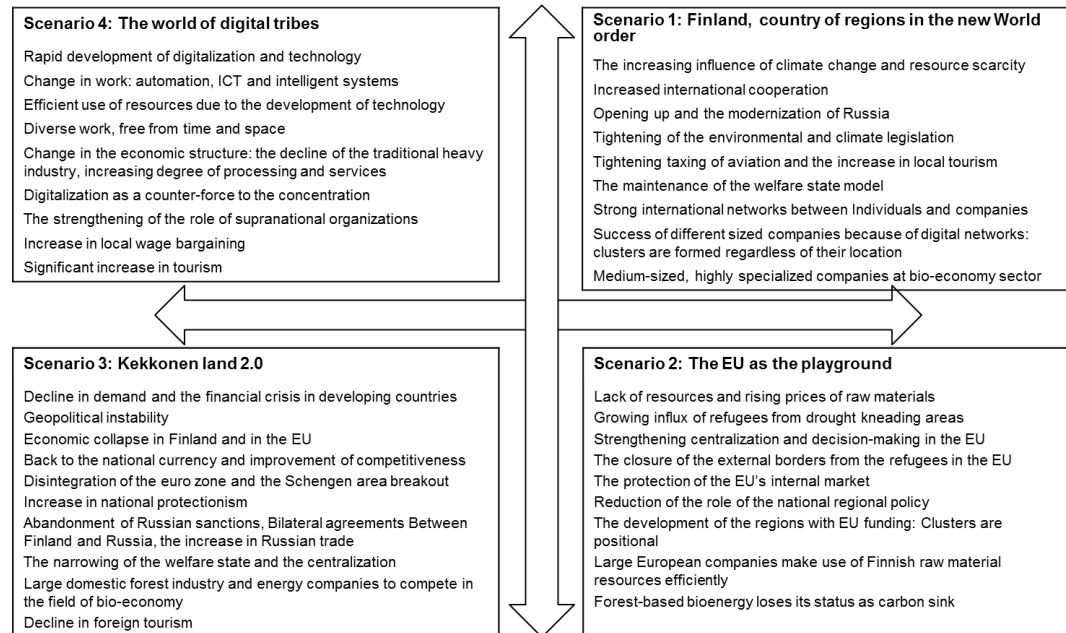 Scenario 4: The world of digital tribes
Rapid development of digitalization and technology
Change in work: automation, ICT and intelligent systems
Efficient use of resources due to the development of technology
Diverse work, free from time and space
Change in the economic structure: the decline of the traditional heavy
industry, increasing degree of processing and services
Digitalization as a counter-force to the concentration
The strengthening of the role of supranational organizations
Increase in local wage bargaining
Significant increase in tourism
Scenario 1: Finland, country of regions in the new World
order
The increasing influence of climate change and resource scarcity
Increased international cooperation
Opening up and the modernization of Russia
Tightening of the environmental and climate legislation
Tightening taxing of aviation and the increase in local tourism
The maintenance of the welfare state model
Strong international networks between Individuals and companies
Success of different sized companies because of digital networks:
clusters are formed regardless of their location
Medium-sized, highly specialized companies at bio-economy sector
Scenario 3: Kekkonen land 2.0
Decline in demand and the financial crisis in developing countries
Geopolitical instability
Economic collapse in Finland and in the EU
Back to the national currency and improvement of competitiveness
Disintegration of the euro zone and the Schengen area breakout
Increase in national protectionism
Abandonment of Russian sanctions, Bilateral agreements Between
Finland and Russia, the increase in Russian trade
The narrowing of the welfare state and the centralization
Large domestic forest industry and energy companies to compete in
the field of bio-economy
Decline in foreign tourism
Scenario 2: The EU as the playground
Lack of resources and rising prices of raw materials
Growing influx of refugees from drought kneading areas
Strengthening centralization and decision-making in the EU
The closure of the external borders from the refugees in the EU
The protection of the EU's internal market
Reduction of the role of the national regional policy
The development of the regions with EU funding: Clusters are
positional
Large European companies make use of Finnish raw material
resources efficiently
Forest-based bioenergy loses its status as carbon sink